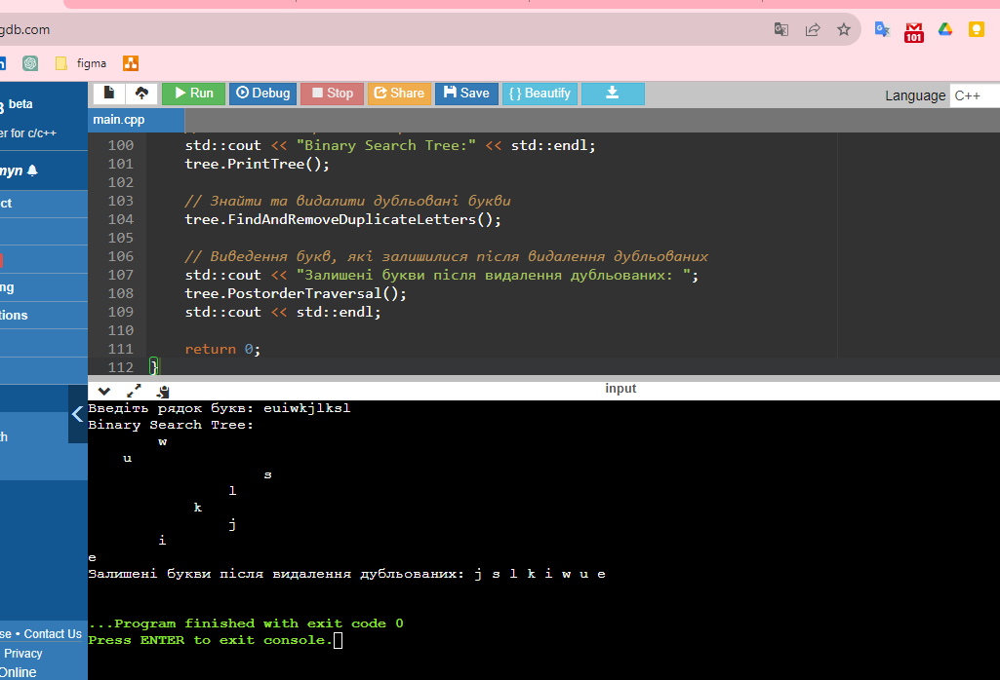 gdb.com
101
figma
beta
er for c/c++
myn
ct
ng
tions
th
se • Contact Us
Privacy
Online
Run
Debug
Stop
Share
Save
{ } Beautify
Language C++
main.cpp
100 std::cout << "Binary Search Tree:" << std::endl;
101 tree.PrintTree();
102
103 // Знайти та видалити дубльовані букви
104 tree.FindAndRemoveDuplicateLetters();
105
106 // Виведення букв, які залишилися після видалення дубльованих
107 std::cout << "Залишені букви після видалення дубльованих: ";
108 tree.PostorderTraversal();
109 std::cout << std::endl;
110
111 return 0;
112 }
input
Введіть рядок букв: euiwkjlksl
Binary Search Tree:
w
u
s
l
k
j
i
e
Залишені букви після видалення дубльованих: j s l k i w u e
...Program finished with exit code 0
Press ENTER to exit console.